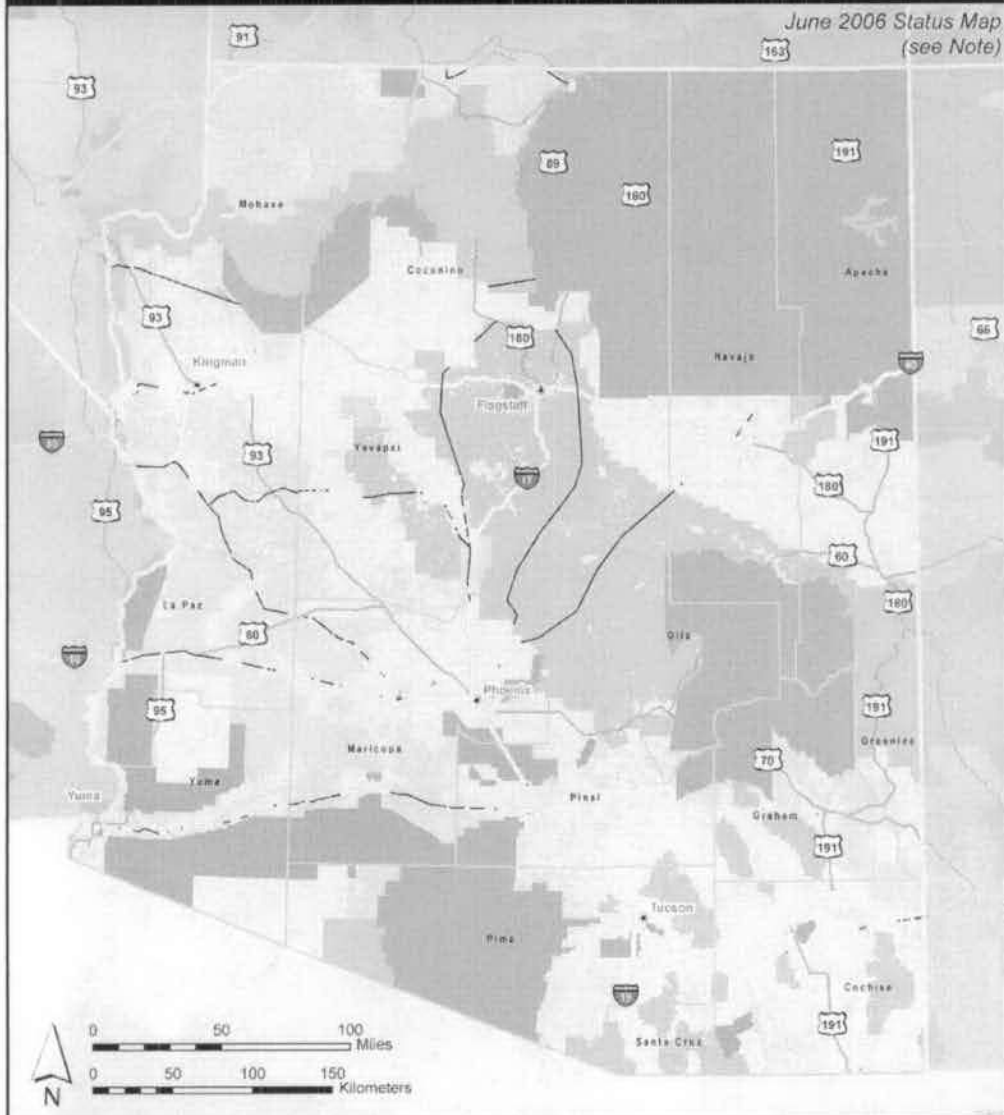 June 2006 Status Map
(see Note)
91
163
93
89
191
180
Mohave
Coconino
Apache
93
180
66
Kingman
Navajo
Flagstaff
191
93
Yavapai
95
180
60
180
La Paz
60
Gila
Phoenix
95
191
Maricopa
Greenlee
Yuma
70
Yuma
Pinal
Graham
191
Tucson
Pima
Cochise
19
191
Santa Cruz
0 50 100
Miles
0 50 100 150
Kilometers
N